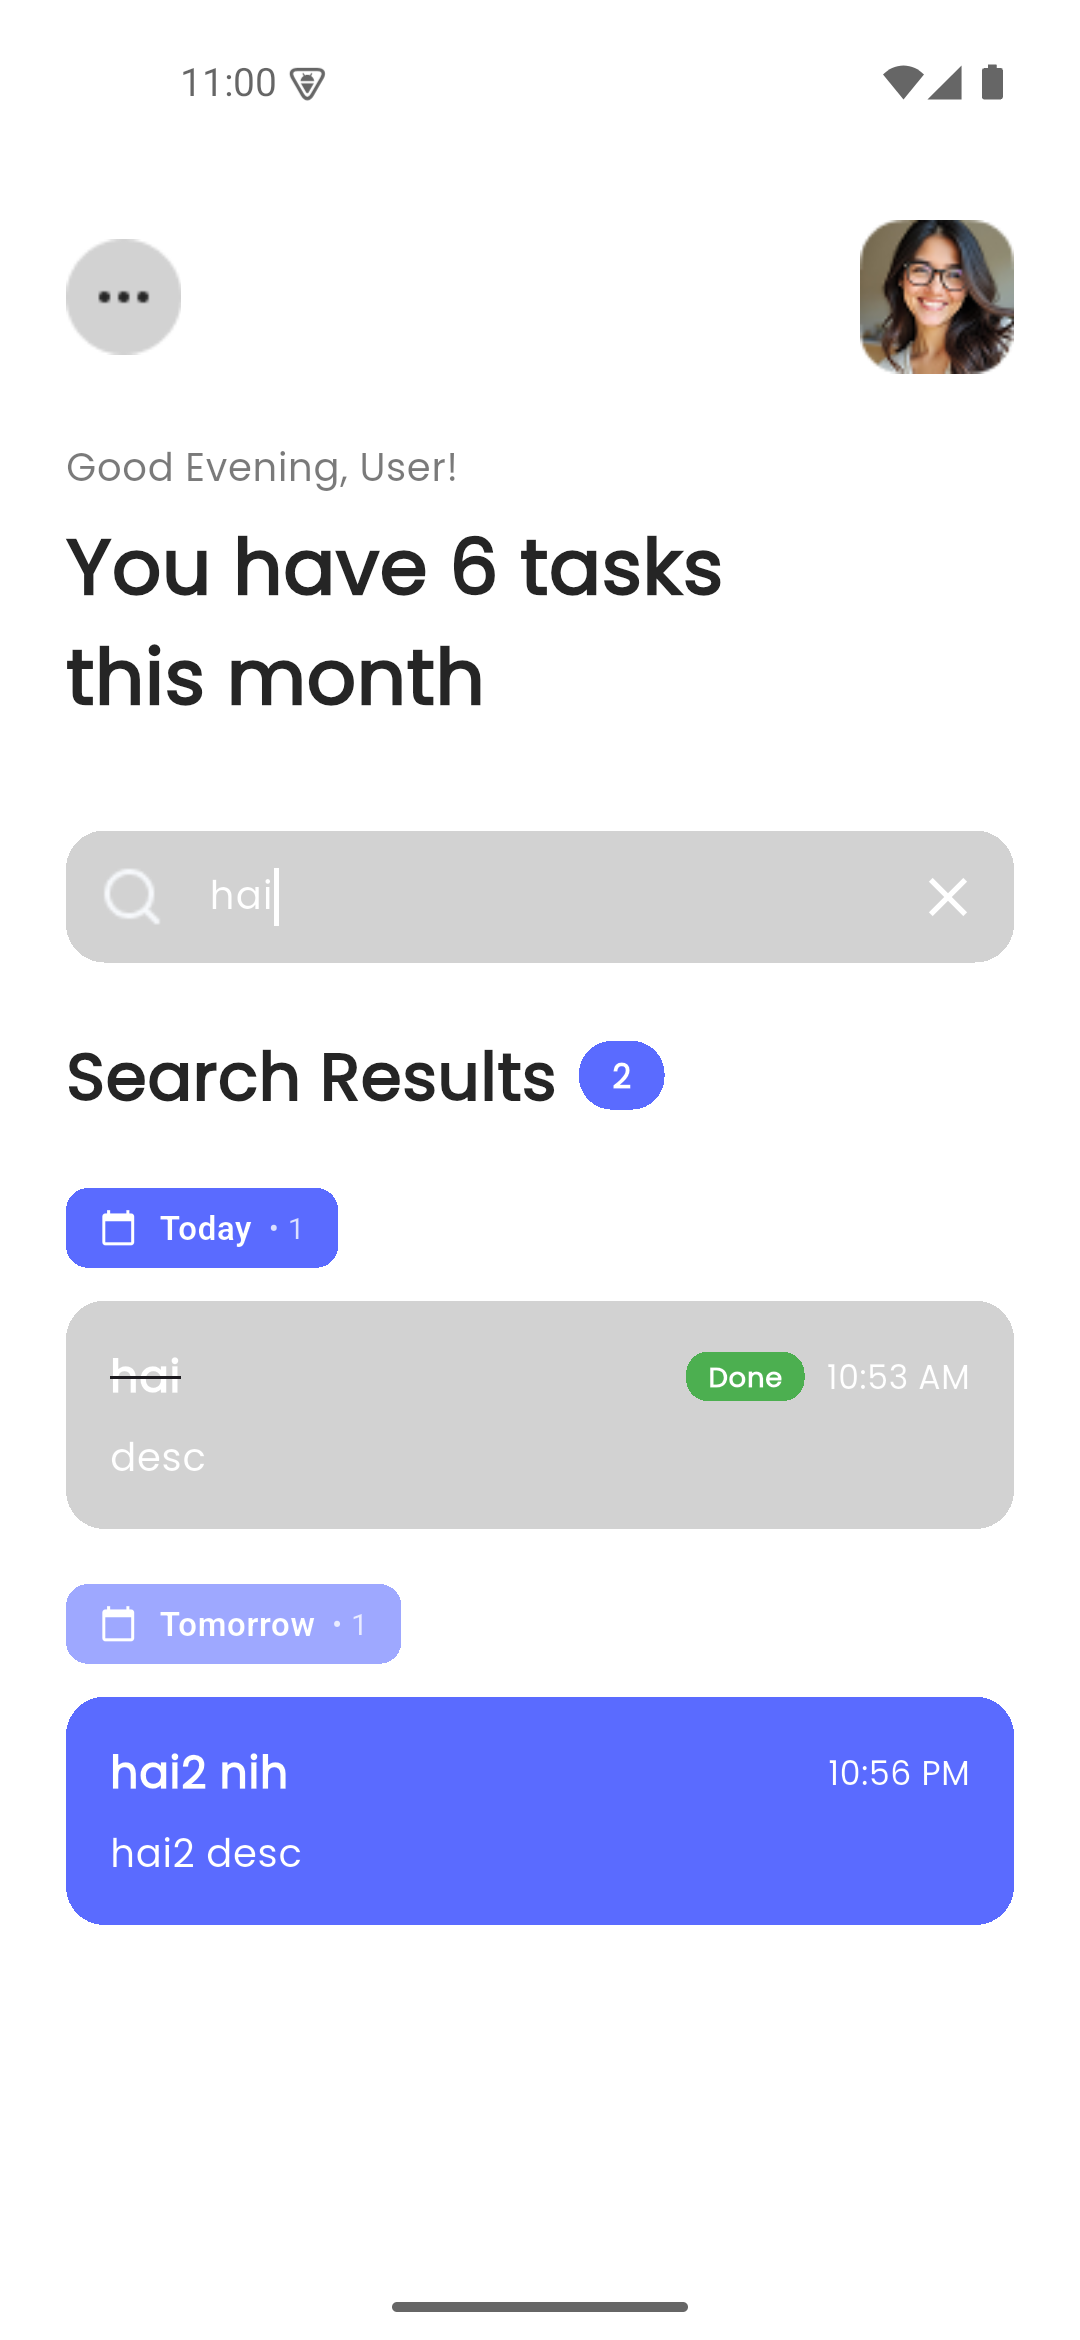 11:00
Good Evening, User!
You have 6 tasks
this month
hai
Search Results 2
Today • 1
hai Done 10:53 AM
desc
Tomorrow • 1
hai2 nih 10:56 PM
hai2 desc